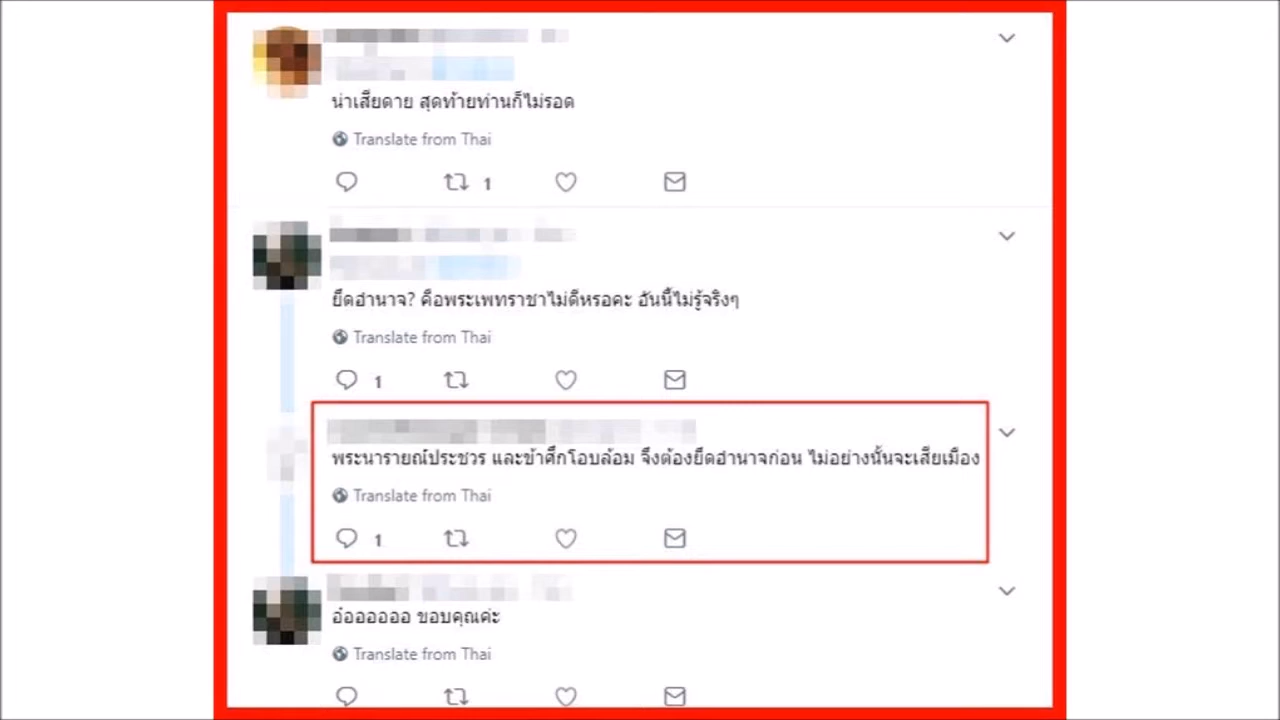 น่าเสียดาย สุดท้ายท่านก็ไม่รอด
Translate from Thai
1
ยึดอำนาจ? คือพระเพทราชาไม่ดีหรอคะ อันนี้ไม่รู้จริงๆ
Translate from Thai
1
พระนารายณ์ประชวร และข้าศึกโอบล้อม จึงต้องยึดอำนาจก่อน ไม่อย่างนั้นจะเสียเมือง
Translate from Thai
1
อ๋ออออออ ขอบคุณค่ะ
Translate from Thai